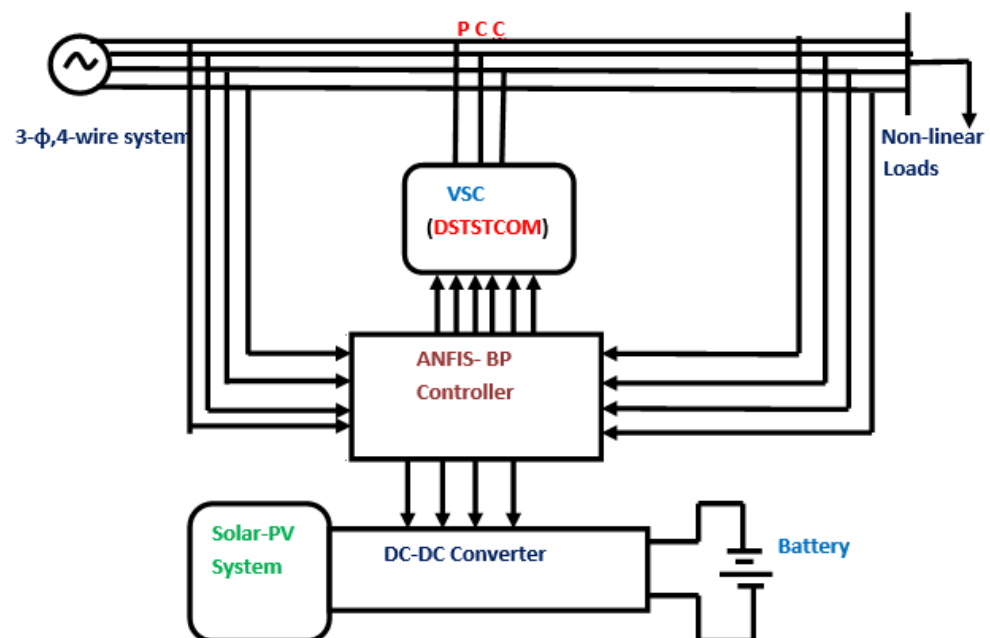 P C C
3-ϕ,4-wire system
Non-linear
Loads
VSC
(DSTSTCOM)
ANFIS- BP
Controller
Solar-PV
System
DC-DC Converter
Battery